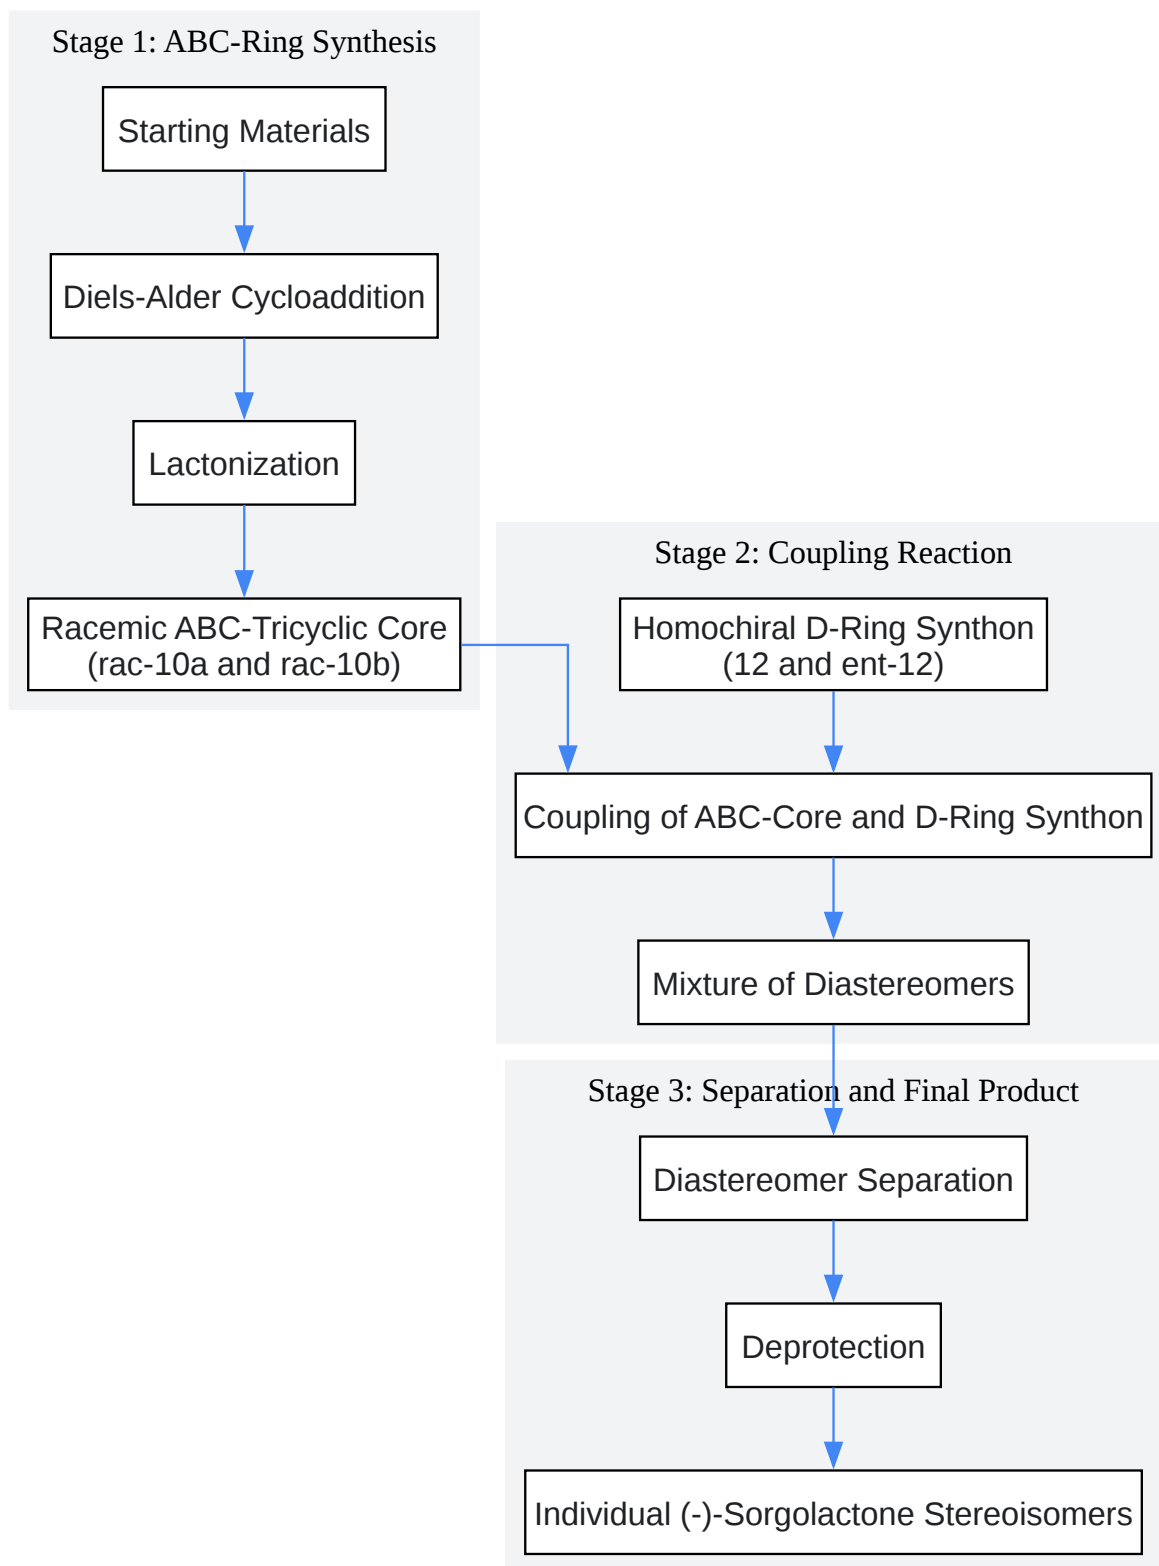 Stage 1: ABC-Ring Synthesis
Starting Materials
Diels-Alder Cycloaddition
Lactonization
Racemic ABC-Tricyclic Core
(rac-10a and rac-10b)
Stage 2: Coupling Reaction
Homochiral D-Ring Synthon
(12 and ent-12)
Coupling of ABC-Core and D-Ring Synthon
Mixture of Diastereomers
Stage 3: Separation and Final Product
Diastereomer Separation
Deprotection
Individual (-)-Sorgolactone Stereoisomers